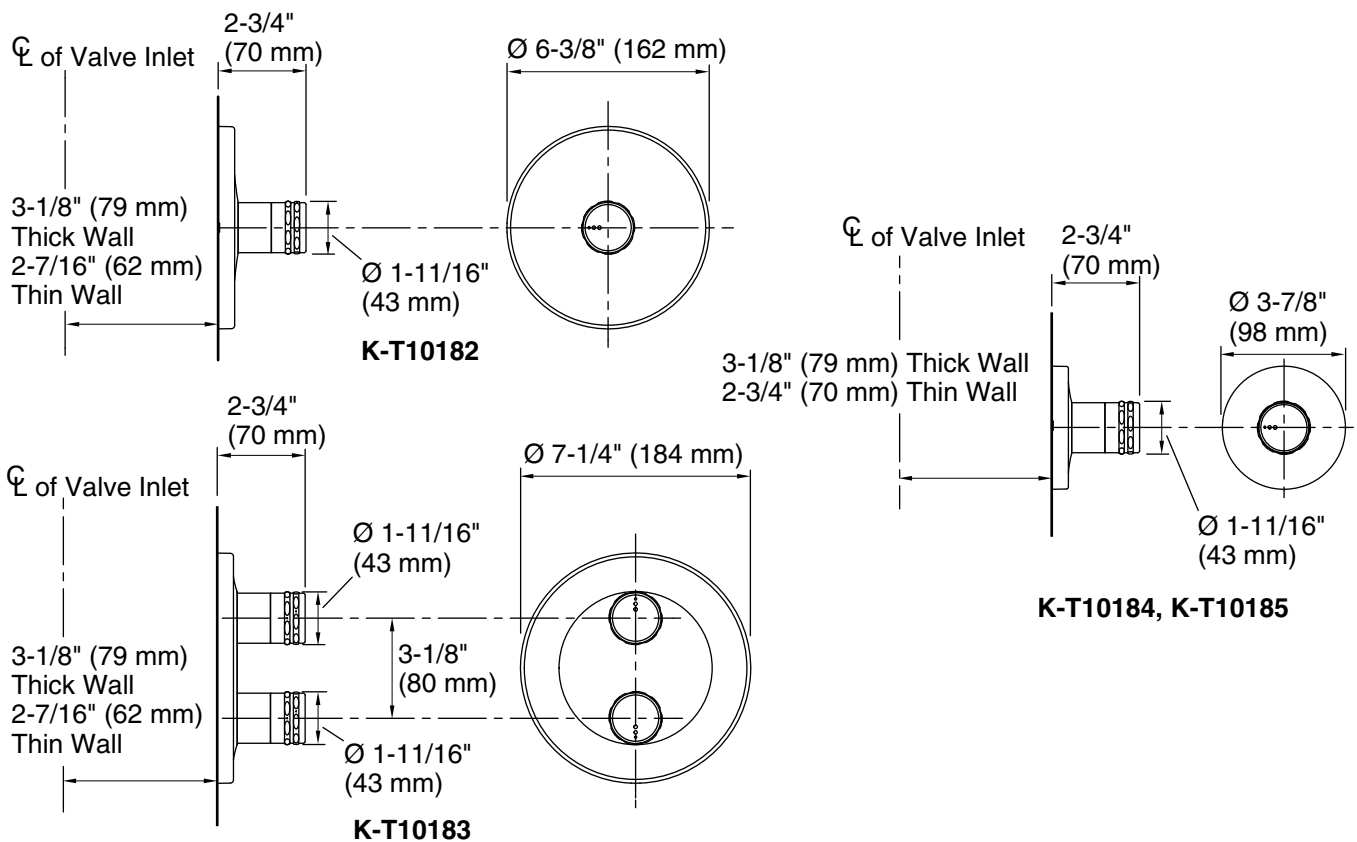 2-3/4"
(70 mm)
℄ of Valve Inlet
Ø 6-3/8" (162 mm)
3-1/8" (79 mm)
Thick Wall
2-7/16" (62 mm)
Thin Wall
Ø 1-11/16"
(43 mm)
K-T10182
2-3/4"
(70 mm)
℄ of Valve Inlet
Ø 7-1/4" (184 mm)
Ø 1-11/16"
(43 mm)
3-1/8" (79 mm)
Thick Wall
2-7/16" (62 mm)
Thin Wall
3-1/8"
(80 mm)
Ø 1-11/16"
(43 mm)
K-T10183
℄ of Valve Inlet
2-3/4"
(70 mm)
Ø 3-7/8"
(98 mm)
3-1/8" (79 mm) Thick Wall
2-3/4" (70 mm) Thin Wall
Ø 1-11/16"
(43 mm)
K-T10184, K-T10185